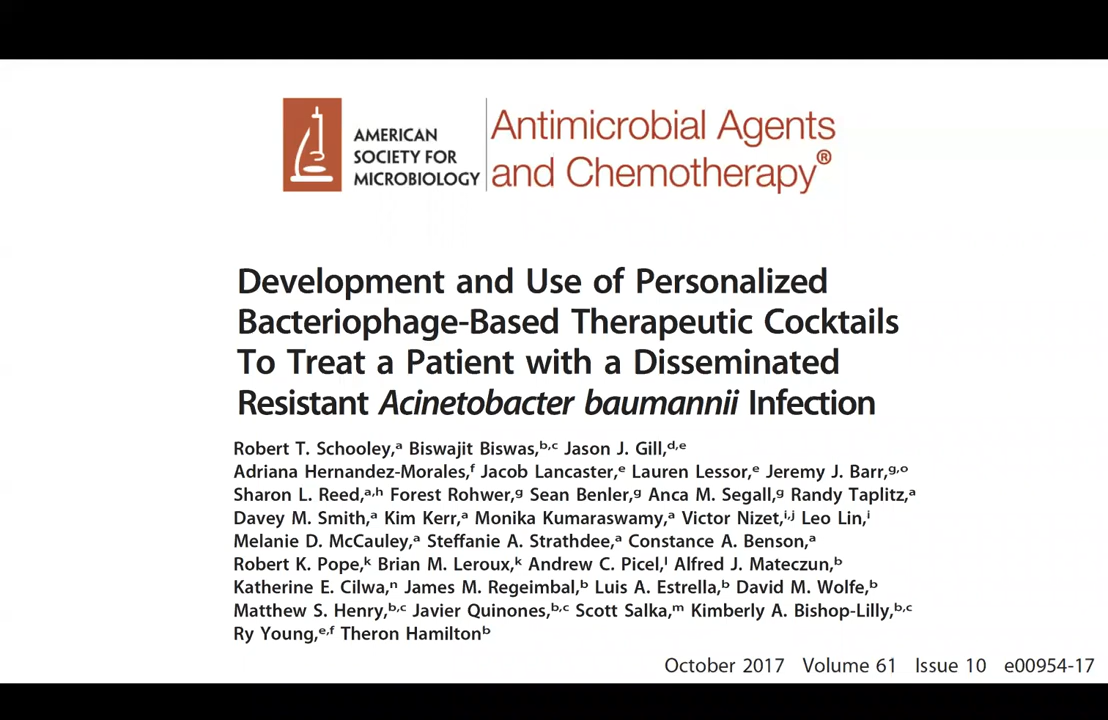 AMERICAN
SOCIETY FOR
MICROBIOLOGY
Antimicrobial Agents
and Chemotherapy®
Development and Use of Personalized
Bacteriophage-Based Therapeutic Cocktails
To Treat a Patient with a Disseminated
Resistant Acinetobacter baumannii Infection
Robert T. Schooley,ᵃ Biswajit Biswas,ᵇ,ᶜ Jason J. Gill,ᵈ,ᵉ
Adriana Hernandez-Morales,ᶠ Jacob Lancaster,ᵉ Lauren Lessor,ᵉ Jeremy J. Barr,ᵍ,ᵒ
Sharon L. Reed,ᵃ,ʰ Forest Rohwer,ᵍ Sean Benler,ᵍ Anca M. Segall,ᵍ Randy Taplitz,ᵃ
Davey M. Smith,ᵃ Kim Kerr,ᵃ Monika Kumaraswamy,ᵃ Victor Nizet,ⁱ,ʲ Leo Lin,ⁱ
Melanie D. McCauley,ᵃ Steffanie A. Strathdee,ᵃ Constance A. Benson,ᵃ
Robert K. Pope,ᵏ Brian M. Leroux,ᵏ Andrew C. Picel,ˡ Alfred J. Mateczun,ᵇ
Katherine E. Cilwa,ⁿ James M. Regeimbal,ᵇ Luis A. Estrella,ᵇ David M. Wolfe,ᵇ
Matthew S. Henry,ᵇ,ᶜ Javier Quinones,ᵇ,ᶜ Scott Salka,ᵐ Kimberly A. Bishop-Lilly,ᵇ,ᶜ
Ry Young,ᵉ,ᶠ Theron Hamiltonᵇ
October 2017 Volume 61 Issue 10 e00954-17